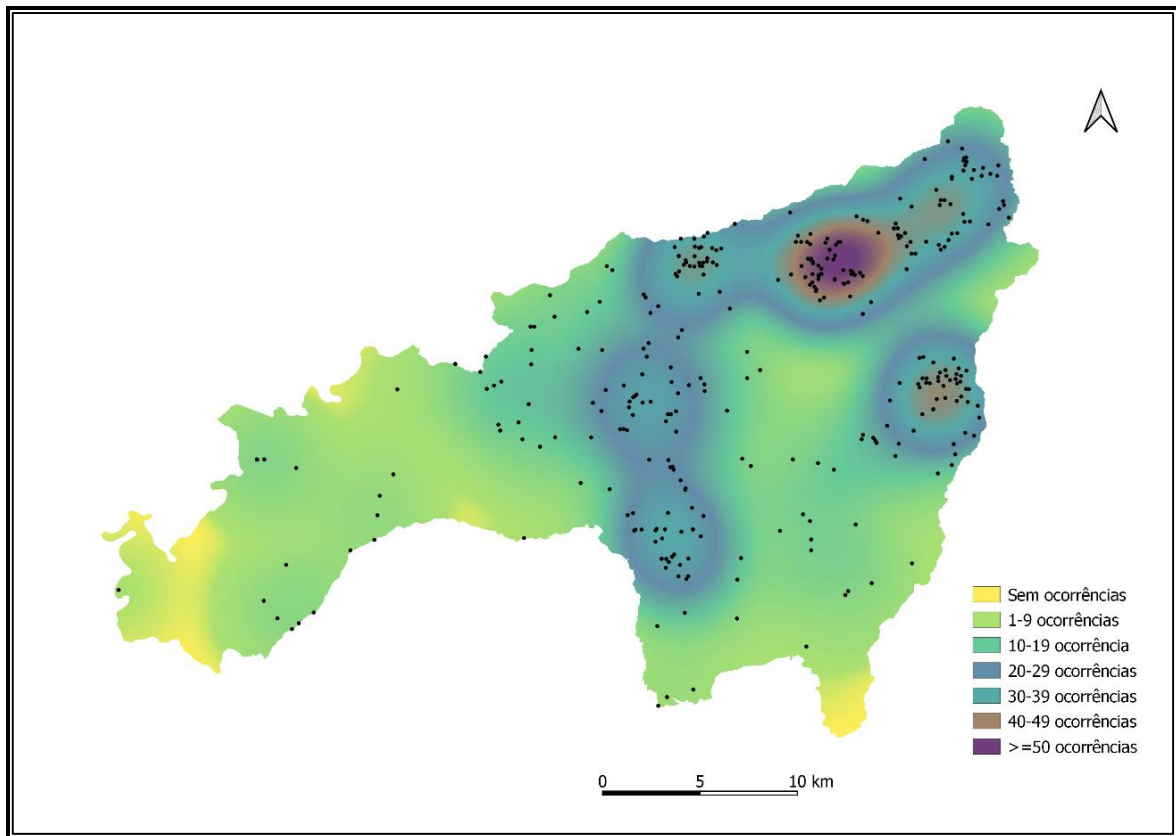 Sem ocorrências
1-9 ocorrências
10-19 ocorrência
20-29 ocorrências
30-39 ocorrências
40-49 ocorrências
>=50 ocorrências
0 5 10 km